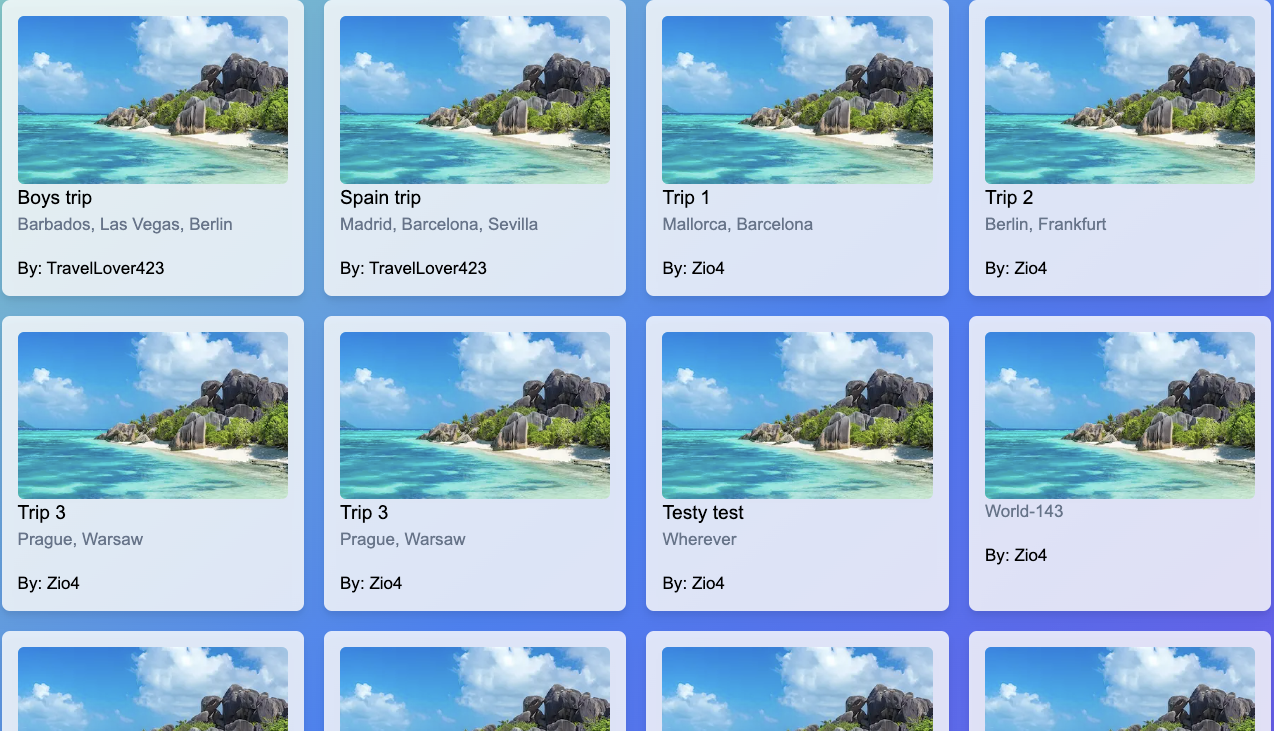 Boys trip
Barbados, Las Vegas, Berlin
By: TravelLover423
Spain trip
Madrid, Barcelona, Sevilla
By: TravelLover423
Trip 1
Mallorca, Barcelona
By: Zio4
Trip 2
Berlin, Frankfurt
By: Zio4
Trip 3
Prague, Warsaw
By: Zio4
Trip 3
Prague, Warsaw
By: Zio4
Testy test
Wherever
By: Zio4
World-143
By: Zio4